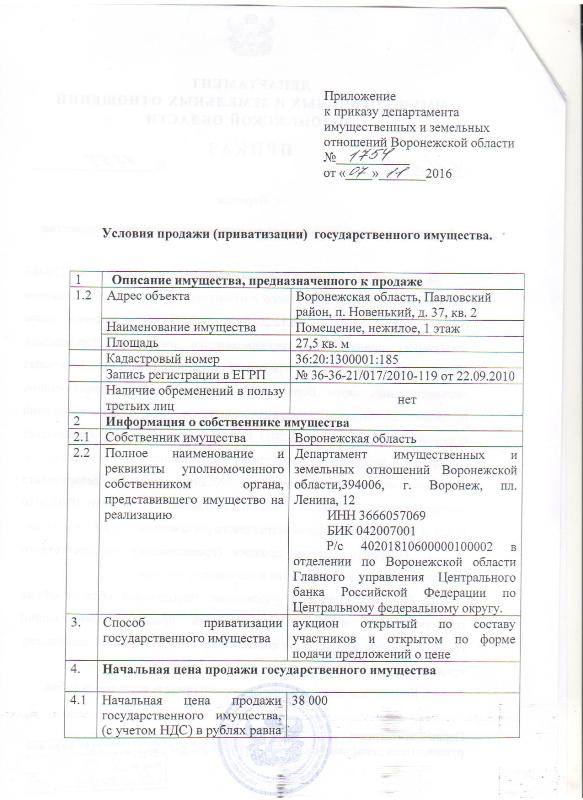 Приложение
к приказу департамента
имущественных и земельных
отношений Воронежской области
№ 1754
от « 07 » 11 2016
Условия продажи (приватизации) государственного имущества.
1 Описание имущества, предназначенного к продаже
1.2 Адрес объекта Воронежская область, Павловский
район, п. Новенький, д. 37, кв. 2
Наименование имущества Помещение, нежилое, 1 этаж
Площадь 27,5 кв. м
Кадастровый номер 36:20:1300001:185
Запись регистрации в ЕГРП № 36-36-21/017/2010-119 от 22.09.2010
Наличие обременений в пользу
третьих лиц нет
2 Информация о собственнике имущества
2.1 Собственник имущества Воронежская область
2.2 Полное наименование и Департамент имущественных и
реквизиты уполномоченного земельных отношений Воронежской
собственником органа, области,394006, г. Воронеж, пл.
представившего имущество на Ленина, 12
реализацию ИНН 3666057069
БИК 042007001
Р/с 40201810600000100002 в
отделении по Воронежской области
Главного управления Центрального
банка Российской Федерации по
Центральному федеральному округу.
3. Способ приватизации аукцион открытый по составу
государственного имущества участников и открытом по форме
подачи предложений о цене
4. Начальная цена продажи государственного имущества
4.1 Начальная цена продажи 38 000
государственного имущества,
(с учетом НДС) в рублях равна